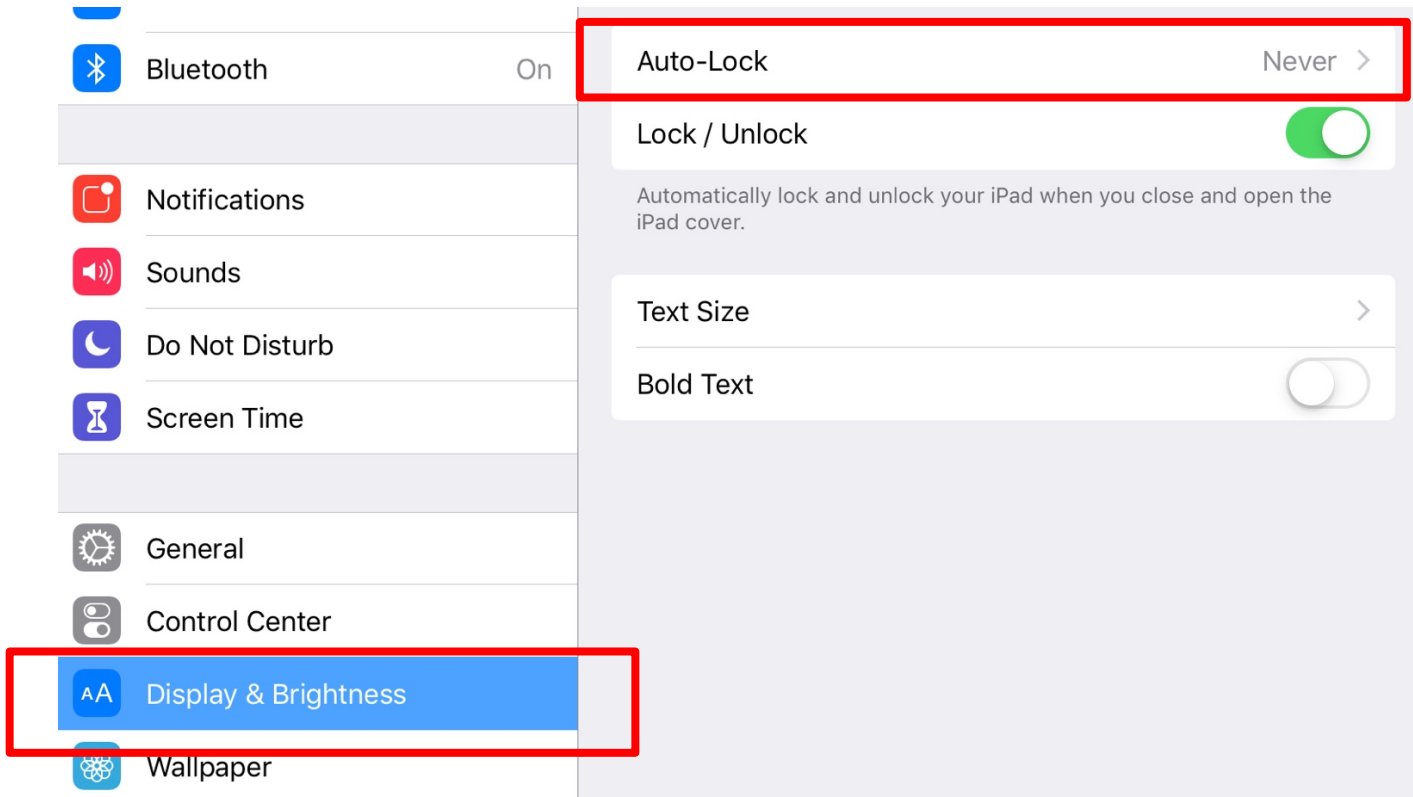 Bluetooth On
Notifications
Sounds
Do Not Disturb
Screen Time
General
Control Center
AA Display & Brightness
Wallpaper
Auto-Lock Never
Lock / Unlock
Automatically lock and unlock your iPad when you close and open the
iPad cover.
Text Size
Bold Text